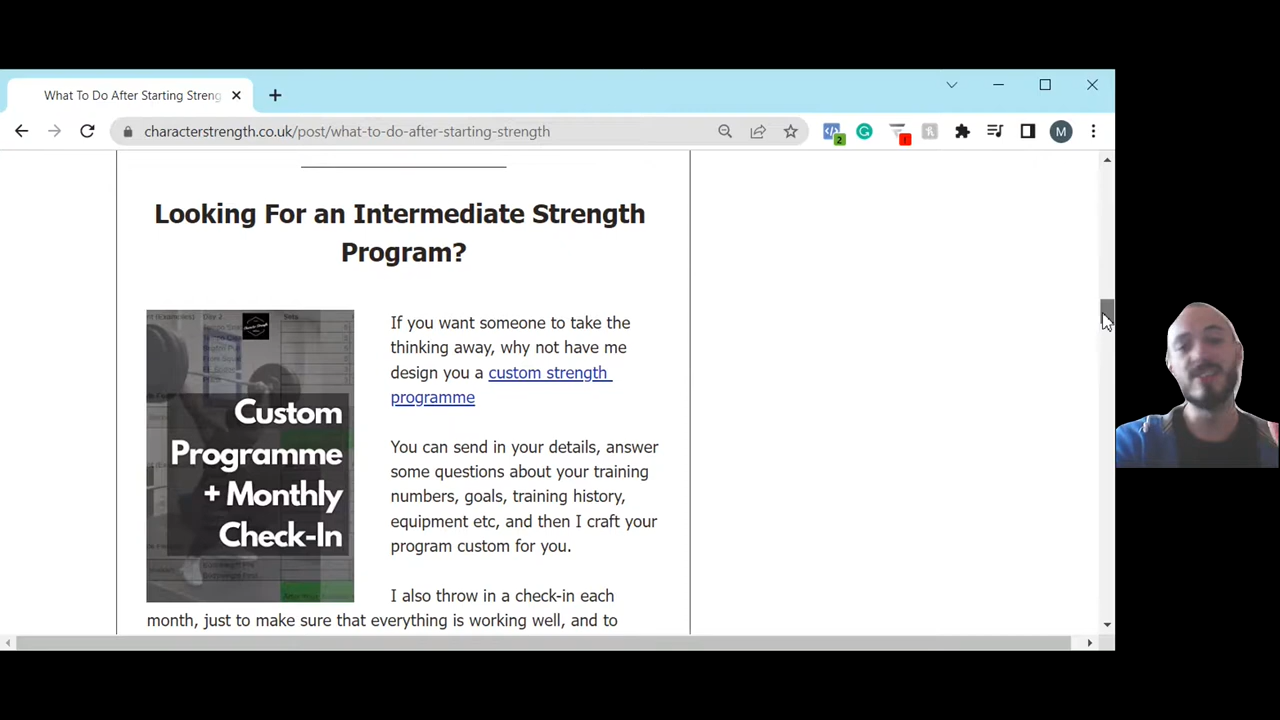 What To Do After Starting Streng
characterstrength.co.uk/post/what-to-do-after-starting-strength
2
!
M
Looking For an Intermediate Strength
Program?
Custom
Programme
+ Monthly
Check-In
If you want someone to take the
thinking away, why not have me
design you a custom strength
programme
You can send in your details, answer
some questions about your training
numbers, goals, training history,
equipment etc, and then I craft your
program custom for you.
I also throw in a check-in each
month, just to make sure that everything is working well, and to